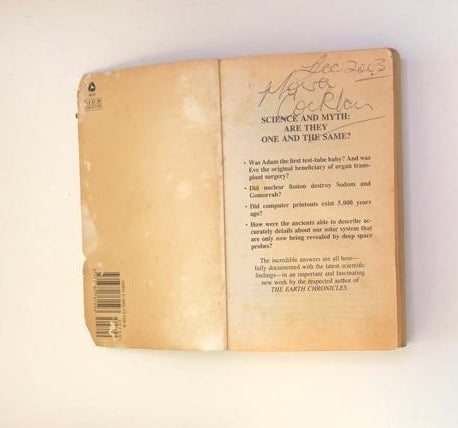 Dec 2003
SCIENCE AND MYTH:
ARE THEY
ONE AND THE SAME?
• Was Adam the first test-tube baby? And was
Eve the original beneficiary of organ trans-
plant surgery?
• Did nuclear fission destroy Sodom and
Gomorrah?
• Did computer printouts exist 5,000 years
ago?
• How were the ancients able to describe ac-
curately details about our solar system that
are only now being revealed by deep space
probes?
The incredible answers are all here—
fully documented with the latest scientific
findings—in an important and fascinating
new work by the respected author of
THE EARTH CHRONICLES.